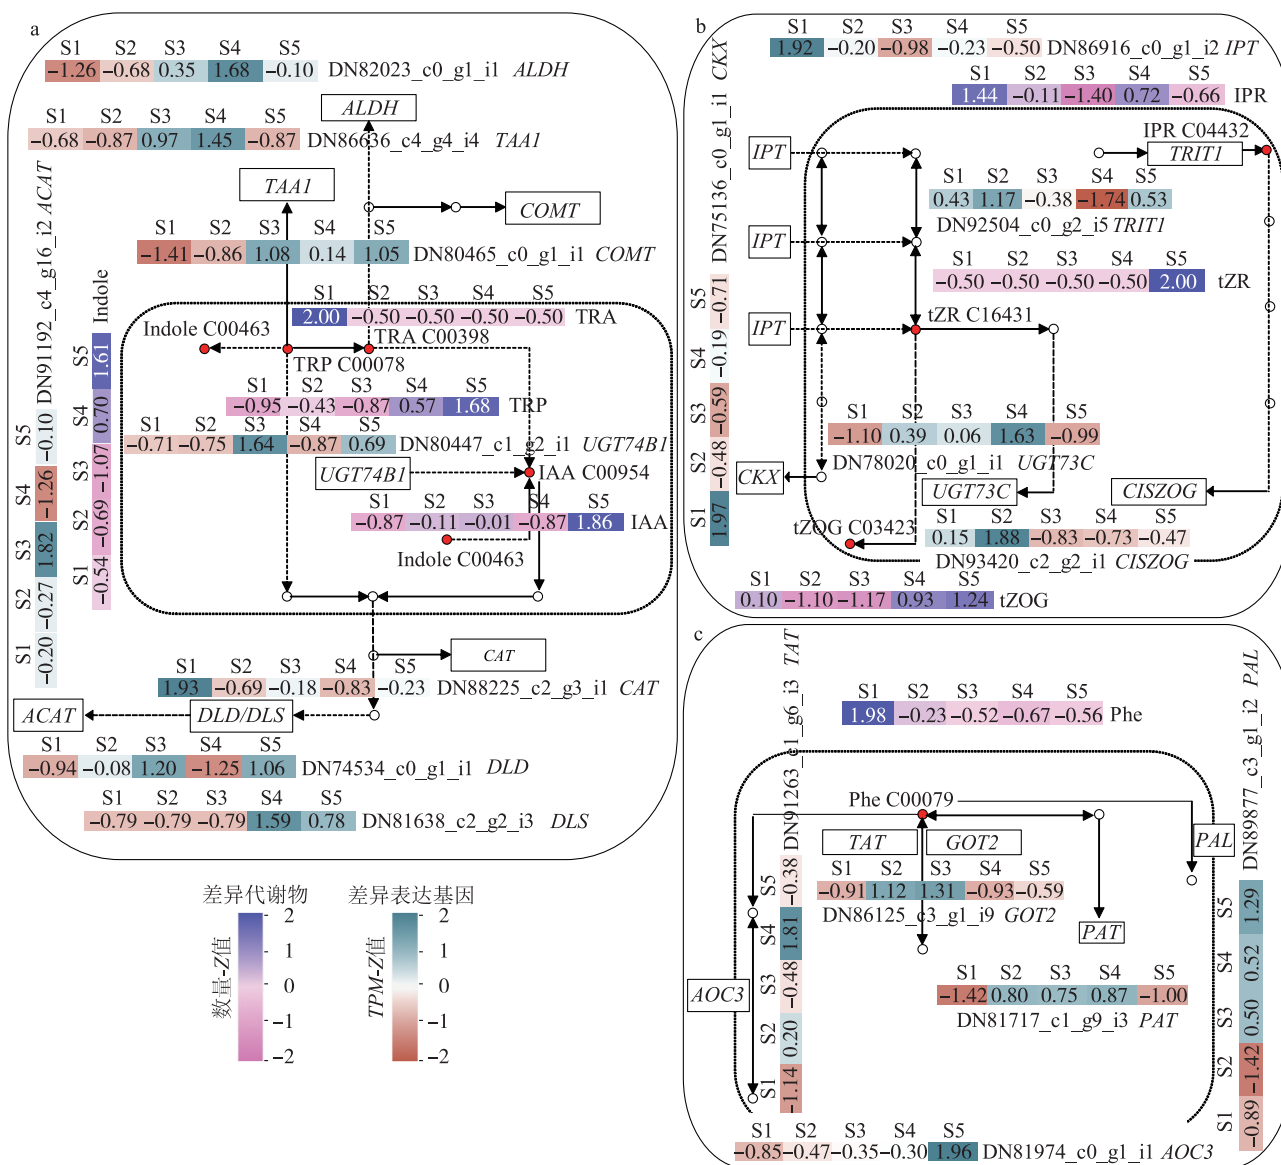 a
S1 S2 S3 S4 S5
−1.26 −0.68 0.35 1.68 −0.10 DN82023_c0_g1_i1 ALDH
ALDH
S1 S2 S3 S4 S5
−0.68 −0.87 0.97 1.45 −0.87 DN86636_c4_g4_i4 TAA1
TAA1
COMT
S1 S2 S3 S4 S5
−1.41 −0.86 1.08 0.14 1.05 DN80465_c0_g1_i1 COMT
DN91192_c4_g16_i2 ACAT
S1 S2 S3 S4 S5
−0.20 −0.27 1.82 −1.26 −0.10
Indole
S1 S2 S3 S4 S5
−0.54 −0.69 −1.07 0.70 1.61
S1 S2 S3 S4 S5
2.00 −0.50 −0.50 −0.50 −0.50 TRA
Indole C00463
TRA C00398
TRP C00078
S1 S2 S3 S4 S5
−0.95 −0.43 −0.87 0.57 1.68 TRP
S1 S2 S3 S4 S5
−0.71 −0.75 1.64 −0.87 0.69 DN80447_c1_g2_i1 UGT74B1
UGT74B1
IAA C00954
S1 S2 S3 S4 S5
−0.87 −0.11 −0.01 −0.87 1.86 IAA
Indole C00463
CAT
S1 S2 S3 S4 S5
1.93 −0.69 −0.18 −0.83 −0.23 DN88225_c2_g3_i1 CAT
ACAT
DLD/DLS
S1 S2 S3 S4 S5
−0.94 −0.08 1.20 −1.25 1.06 DN74534_c0_g1_i1 DLD
S1 S2 S3 S4 S5
−0.79 −0.79 −0.79 1.59 0.78 DN81638_c2_g2_i3 DLS
差异代谢物
数量-Z值
2
1
0
−1
−2
差异表达基因
TPM-Z值
2
1
0
−1
−2
b
S1 S2 S3 S4 S5
1.92 −0.20 −0.98 −0.23 −0.50 DN86916_c0_g1_i2 IPT
S1 S2 S3 S4 S5
1.44 −0.11 −1.40 0.72 −0.66 IPR
DN75136_c0_g1_i1 CKX
S1 S2 S3 S4 S5
1.97 −0.48 −0.59 −0.19 −0.71
IPR C04432
IPT
TRIT1
S1 S2 S3 S4 S5
0.43 1.17 −0.38 −1.74 0.53
DN92504_c0_g2_i5 TRIT1
IPT
S1 S2 S3 S4 S5
−0.50 −0.50 −0.50 −0.50 2.00 tZR
tZR C16431
IPT
S1 S2 S3 S4 S5
−1.10 0.39 0.06 1.63 −0.99
DN78020_c0_g1_i1 UGT73C
CKX
UGT73C
CISZOG
tZOG C03423
S1 S2 S3 S4 S5
0.15 1.88 −0.83 −0.73 −0.47
DN93420_c2_g2_i1 CISZOG
S1 S2 S3 S4 S5
0.10 −1.10 −1.17 0.93 1.24 tZOG
c
DN91263_c1_g6_i3 TAT
S1 S2 S3 S4 S5
−1.14 0.20 −0.48 1.81 −0.38
S1 S2 S3 S4 S5
1.98 −0.23 −0.52 −0.67 −0.56 Phe
DN89877_c3_g1_i2 PAL
S1 S2 S3 S4 S5
−0.89 −1.42 0.50 0.52 1.29
Phe C00079
TAT
GOT2
PAL
S1 S2 S3 S4 S5
−0.91 1.12 1.31 −0.93 −0.59
DN86125_c3_g1_i9 GOT2
PAT
AOC3
S1 S2 S3 S4 S5
−1.42 0.80 0.75 0.87 −1.00
DN81717_c1_g9_i3 PAT
S1 S2 S3 S4 S5
−0.85 −0.47 −0.35 −0.30 1.96 DN81974_c0_g1_i1 AOC3